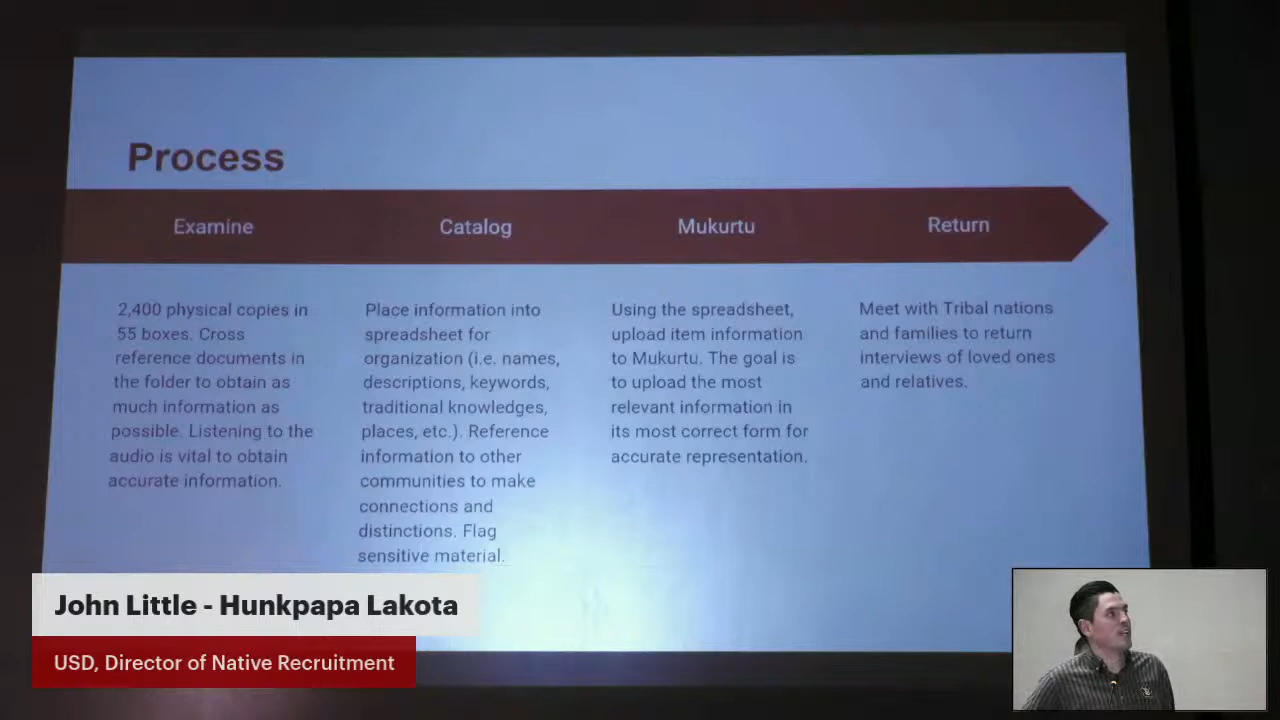 Process
Examine
Catalog
Mukurtu
Return
2,400 physical copies in
55 boxes. Cross
reference documents in
the folder to obtain as
much information as
possible. Listening to the
audio is vital to obtain
accurate information.
Place information into
spreadsheet for
organization (i.e. names,
descriptions, keywords,
traditional knowledges,
places, etc.). Reference
information to other
communities to make
connections and
distinctions. Flag
sensitive material.
Using the spreadsheet,
upload item information
to Mukurtu. The goal is
to upload the most
relevant information in
its most correct form for
accurate representation.
Meet with Tribal nations
and families to return
interviews of loved ones
and relatives.
John Little - Hunkpapa Lakota
USD, Director of Native Recruitment